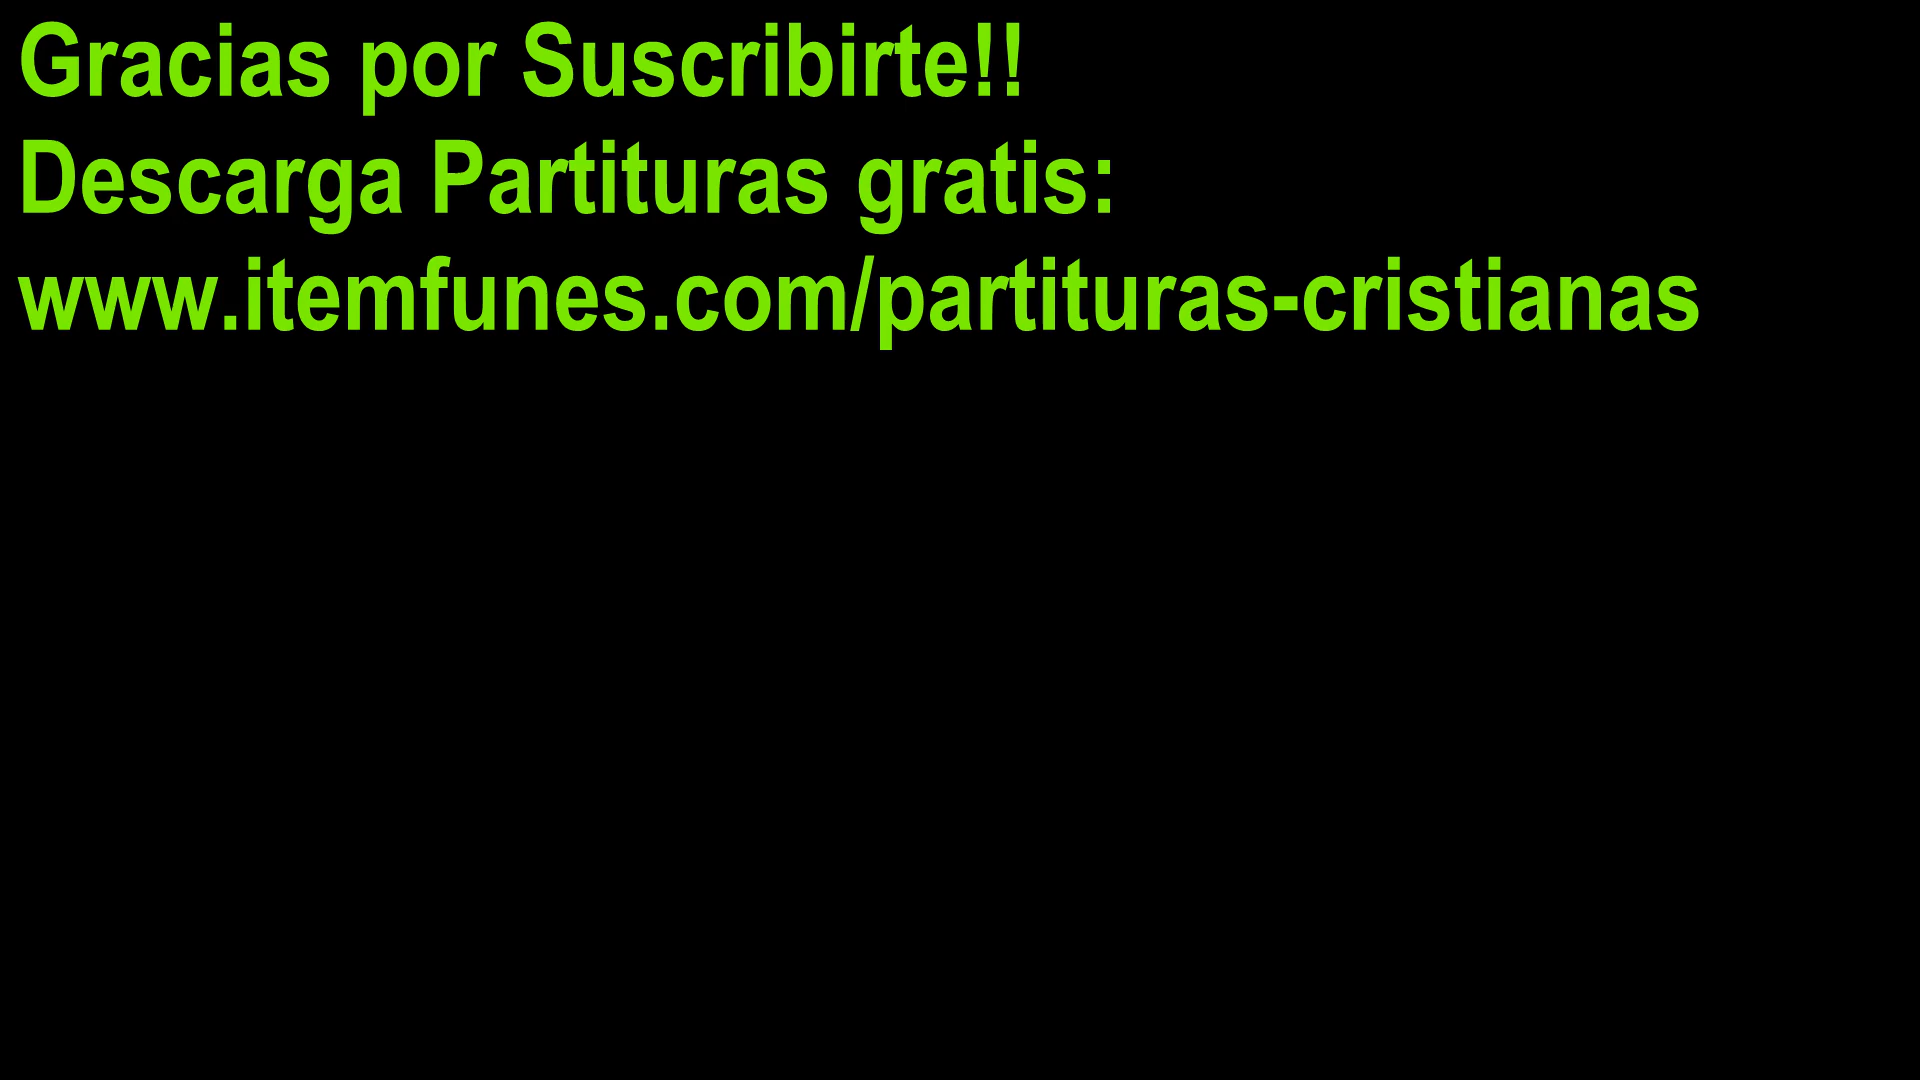 Gracias por Suscribirte!!
Descarga Partituras gratis:
www.itemfunes.com/partituras-cristianas